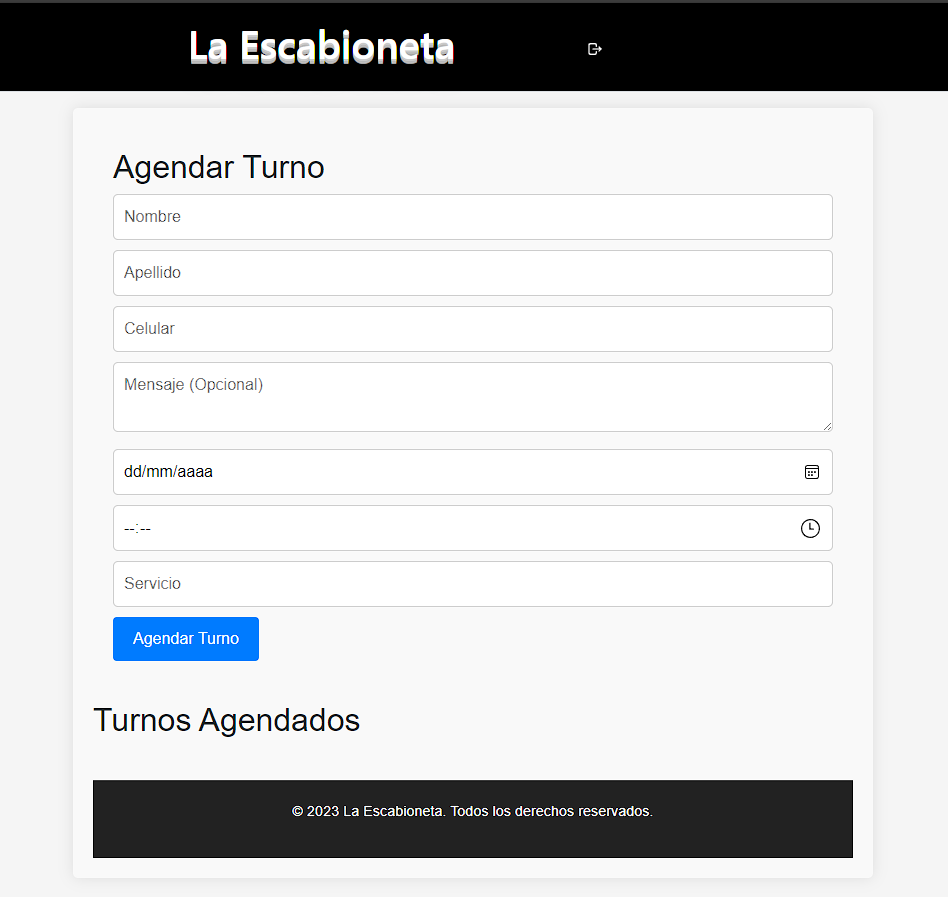 La Escabioneta
Agendar Turno
Nombre
Apellido
Celular
Mensaje (Opcional)
dd/mm/aaaa
--:--
Servicio
Agendar Turno
Turnos Agendados
© 2023 La Escabioneta. Todos los derechos reservados.